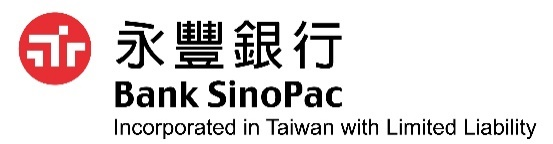 永豐銀行
Bank SinoPac
Incorporated in Taiwan with Limited Liability